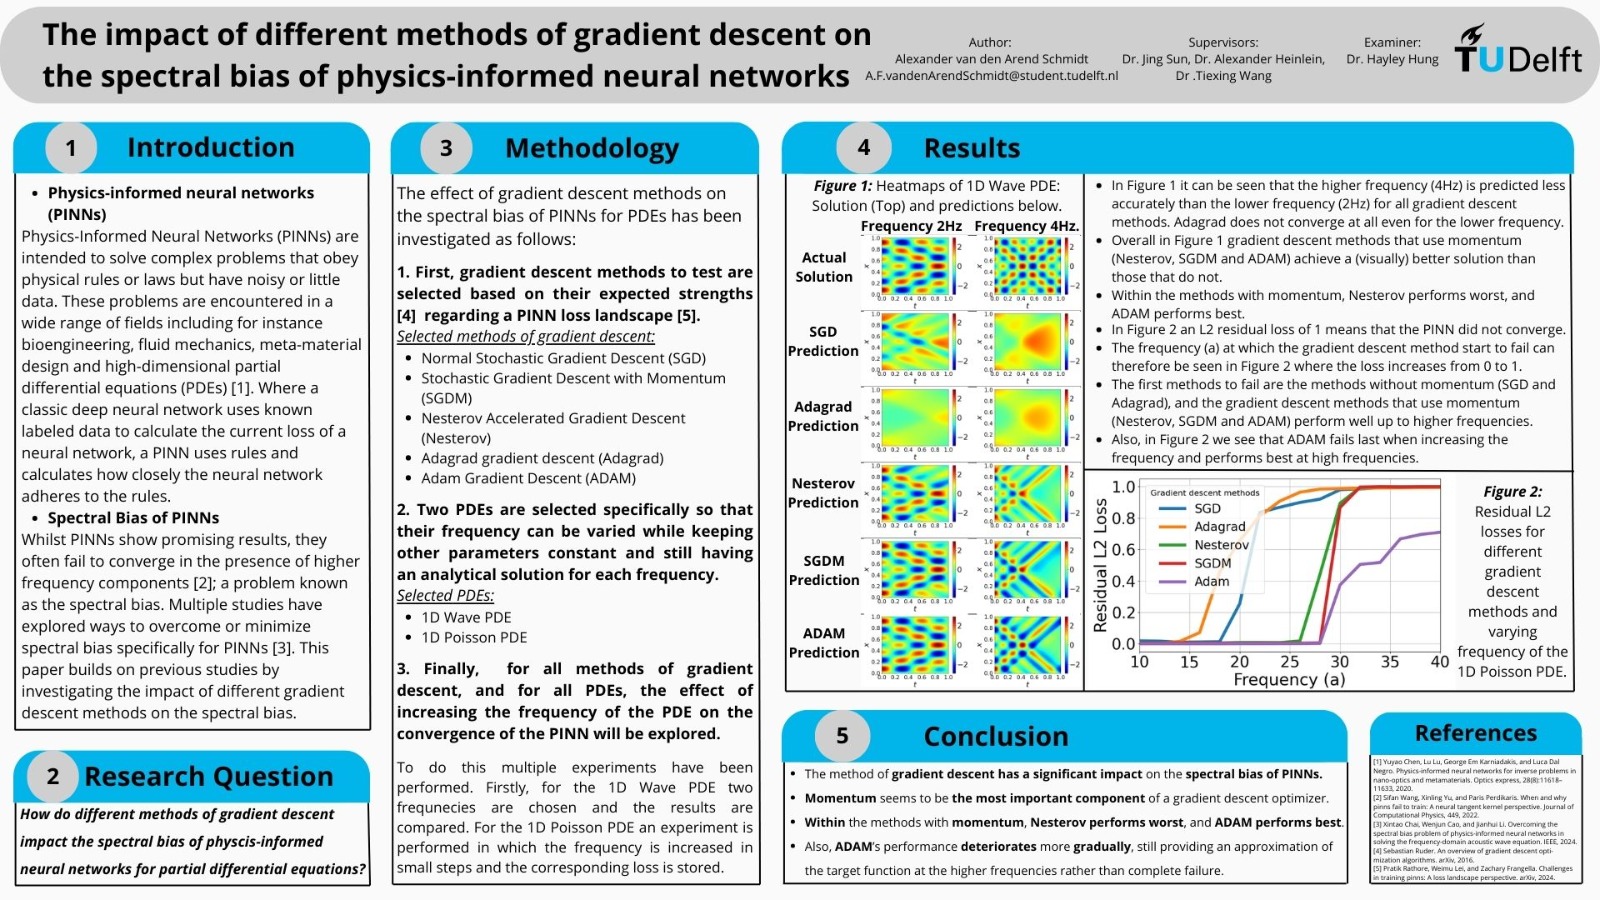 The impact of different methods of gradient descent on
the spectral bias of physics-informed neural networks
Author:
Alexander van den Arend Schmidt
A.F.vandenArendSchmidt@student.tudelft.nl
Supervisors:
Dr. Jing Sun, Dr. Alexander Heinlein,
Dr .Tiexing Wang
Examiner:
Dr. Hayley Hung
TUDelft
1 Introduction
• Physics-informed neural networks
(PINNs)
Physics-Informed Neural Networks (PINNs) are
intended to solve complex problems that obey
physical rules or laws but have noisy or little
data. These problems are encountered in a
wide range of fields including for instance
bioengineering, fluid mechanics, meta-material
design and high-dimensional partial
differential equations (PDEs) [1]. Where a
classic deep neural network uses known
labeled data to calculate the current loss of a
neural network, a PINN uses rules and
calculates how closely the neural network
adheres to the rules.
• Spectral Bias of PINNs
Whilst PINNs show promising results, they
often fail to converge in the presence of higher
frequency components [2]; a problem known
as the spectral bias. Multiple studies have
explored ways to overcome or minimize
spectral bias specifically for PINNs [3]. This
paper builds on previous studies by
investigating the impact of different gradient
descent methods on the spectral bias.
2 Research Question
How do different methods of gradient descent
impact the spectral bias of physcis-informed
neural networks for partial differential equations?
3 Methodology
The effect of gradient descent methods on
the spectral bias of PINNs for PDEs has been
investigated as follows:
1. First, gradient descent methods to test are
selected based on their expected strengths
[4] regarding a PINN loss landscape [5].
Selected methods of gradient descent:
• Normal Stochastic Gradient Descent (SGD)
• Stochastic Gradient Descent with Momentum
(SGDM)
• Nesterov Accelerated Gradient Descent
(Nesterov)
• Adagrad gradient descent (Adagrad)
• Adam Gradient Descent (ADAM)
2. Two PDEs are selected specifically so that
their frequency can be varied while keeping
other parameters constant and still having
an analytical solution for each frequency.
Selected PDEs:
• 1D Wave PDE
• 1D Poisson PDE
3. Finally, for all methods of gradient
descent, and for all PDEs, the effect of
increasing the frequency of the PDE on the
convergence of the PINN will be explored.
To do this multiple experiments have been
performed. Firstly, for the 1D Wave PDE two
frequnecies are chosen and the results are
compared. For the 1D Poisson PDE an experiment is
performed in which the frequency is increased in
small steps and the corresponding loss is stored.
4 Results
Figure 1: Heatmaps of 1D Wave PDE:
Solution (Top) and predictions below.
Frequency 2Hz Frequency 4Hz.
Actual
Solution
SGD
Prediction
Adagrad
Prediction
Nesterov
Prediction
SGDM
Prediction
ADAM
Prediction
• In Figure 1 it can be seen that the higher frequency (4Hz) is predicted less
accurately than the lower frequency (2Hz) for all gradient descent
methods. Adagrad does not converge at all even for the lower frequency.
• Overall in Figure 1 gradient descent methods that use momentum
(Nesterov, SGDM and ADAM) achieve a (visually) better solution than
those that do not.
• Within the methods with momentum, Nesterov performs worst, and
ADAM performs best.
• In Figure 2 an L2 residual loss of 1 means that the PINN did not converge.
• The frequency (a) at which the gradient descent method start to fail can
therefore be seen in Figure 2 where the loss increases from 0 to 1.
• The first methods to fail are the methods without momentum (SGD and
Adagrad), and the gradient descent methods that use momentum
(Nesterov, SGDM and ADAM) perform well up to higher frequencies.
• Also, in Figure 2 we see that ADAM fails last when increasing the
frequency and performs best at high frequencies.
Residual L2 Loss
1.0
0.8
0.6
0.4
0.2
0.0
Gradient descent methods
SGD
Adagrad
Nesterov
SGDM
Adam
10 15 20 25 30 35 40
Frequency (a)
Figure 2:
Residual L2
losses for
different
gradient
descent
methods and
varying
frequency of the
1D Poisson PDE.
5 Conclusion
• The method of gradient descent has a significant impact on the spectral bias of PINNs.
• Momentum seems to be the most important component of a gradient descent optimizer.
• Within the methods with momentum, Nesterov performs worst, and ADAM performs best.
• Also, ADAM's performance deteriorates more gradually, still providing an approximation of
the target function at the higher frequencies rather than complete failure.
References
[1] Yuyao Chen, Lu Lu, George Em Karniadakis, and Luca Dal
Negro. Physics-informed neural networks for inverse problems in
nano-optics and metamaterials. Optics express, 28(8):11618–
11633, 2020.
[2] Sifan Wang, Xinling Yu, and Paris Perdikaris. When and why
pinns fail to train: A neural tangent kernel perspective. Journal of
Computational Physics, 449, 2022.
[3] Xintao Chai, Wenjun Cao, and Jianhui Li. Overcoming the
spectral bias problem of physics-informed neural networks in
solving the frequency-domain acoustic wave equation. IEEE, 2024.
[4] Sebastian Ruder. An overview of gradient descent opti-
mization algorithms. arXiv, 2016.
[5] Pratik Rathore, Weimu Lei, and Zachary Frangella. Challenges
in training pinns: A loss landscape perspective. arXiv, 2024.